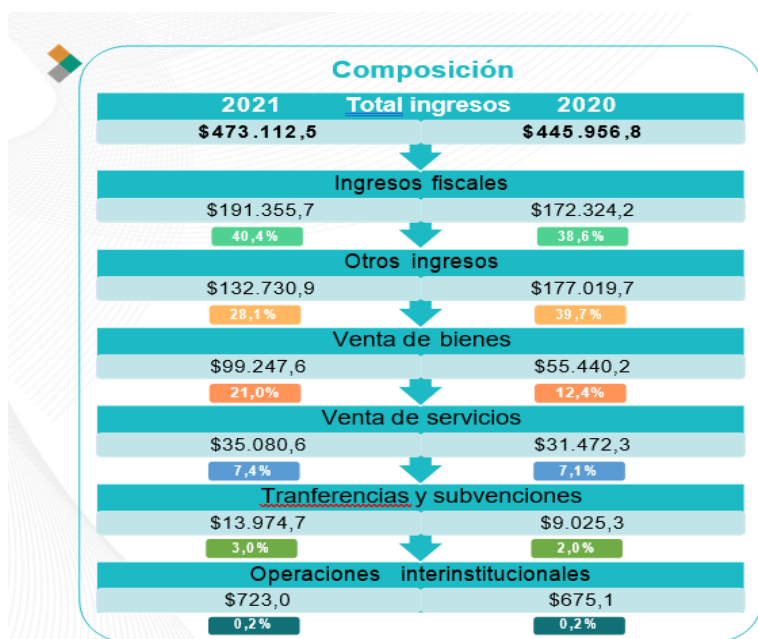 Composición
2021 Total ingresos 2020
$473.112,5 $445.956,8
Ingresos fiscales
$191.355,7 $172.324,2
40,4% 38,6%
Otros ingresos
$132.730,9 $177.019,7
28,1% 39,7%
Venta de bienes
$99.247,6 $55.440,2
21,0% 12,4%
Venta de servicios
$35.080,6 $31.472,3
7,4% 7,1%
Tranferencias y subvenciones
$13.974,7 $9.025,3
3,0% 2,0%
Operaciones interinstitucionales
$723,0 $675,1
0,2% 0,2%